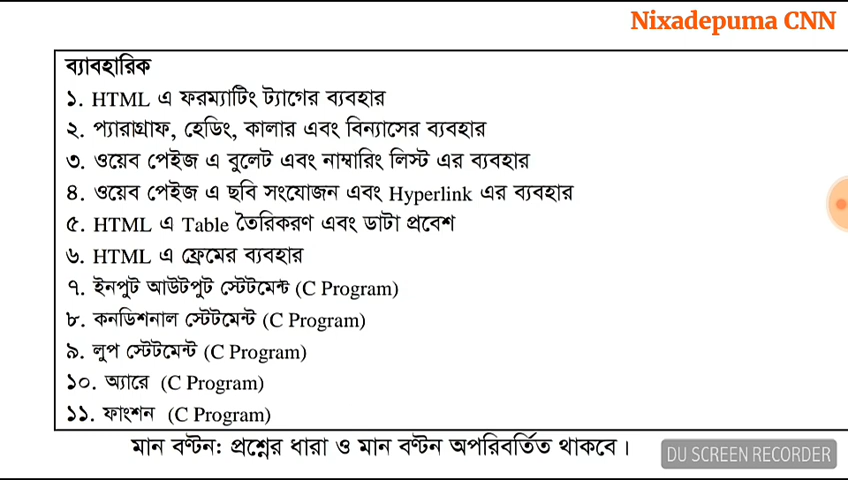 Nixadepuma CNN
ব্যাবহারিক
১. HTML এ ফরম্যাটিং ট্যাগের ব্যবহার
২. প্যারাগ্রাফ, হেডিং, কালার এবং বিন্যাসের ব্যবহার
৩. ওয়েব পেইজ এ বুলেট এবং নাম্বারিং লিস্ট এর ব্যবহার
৪. ওয়েব পেইজ এ ছবি সংযোজন এবং Hyperlink এর ব্যবহার
৫. HTML এ Table তৈরিকরণ এবং ডাটা প্রবেশ
৬. HTML এ ফ্রেমের ব্যবহার
৭. ইনপুট আউটপুট স্টেটমেন্ট (C Program)
৮. কনডিশনাল স্টেটমেন্ট (C Program)
৯. লুপ স্টেটমেন্ট (C Program)
১০. অ্যারে (C Program)
১১. ফাংশন (C Program)
মান বণ্টন: প্রশ্নের ধারা ও মান বণ্টন অপরিবর্তিত থাকবে।
DU SCREEN RECORDER